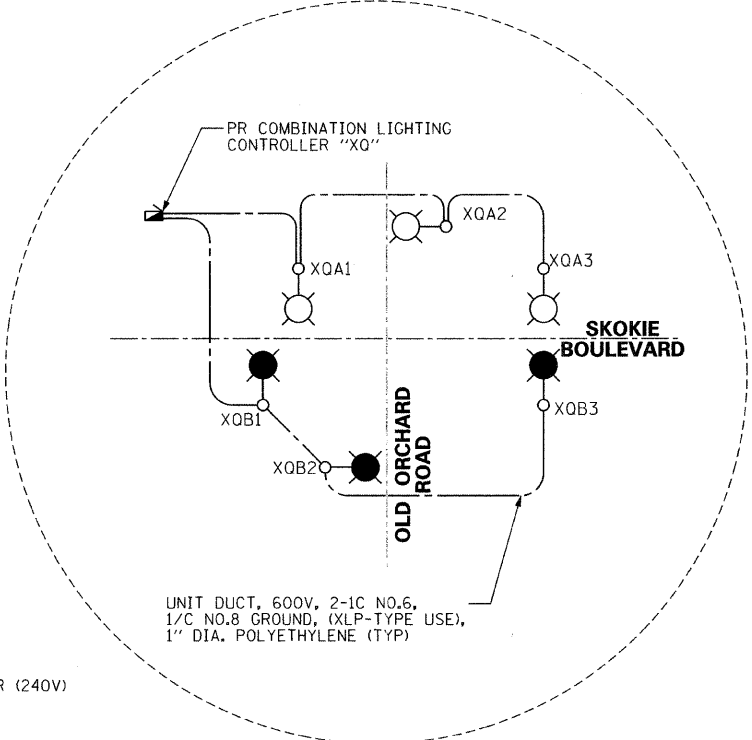 PR COMBINATION LIGHTING
CONTROLLER "XQ"
XQA2
XQA1
XQA3
SKOKIE
BOULEVARD
XQB1
XQB3
XQB2
OLD ORCHARD
ROAD
UNIT DUCT, 600V, 2-1C NO.6,
1/C NO.8 GROUND, (XLP-TYPE USE),
1" DIA. POLYETHYLENE (TYP)
R (240V)